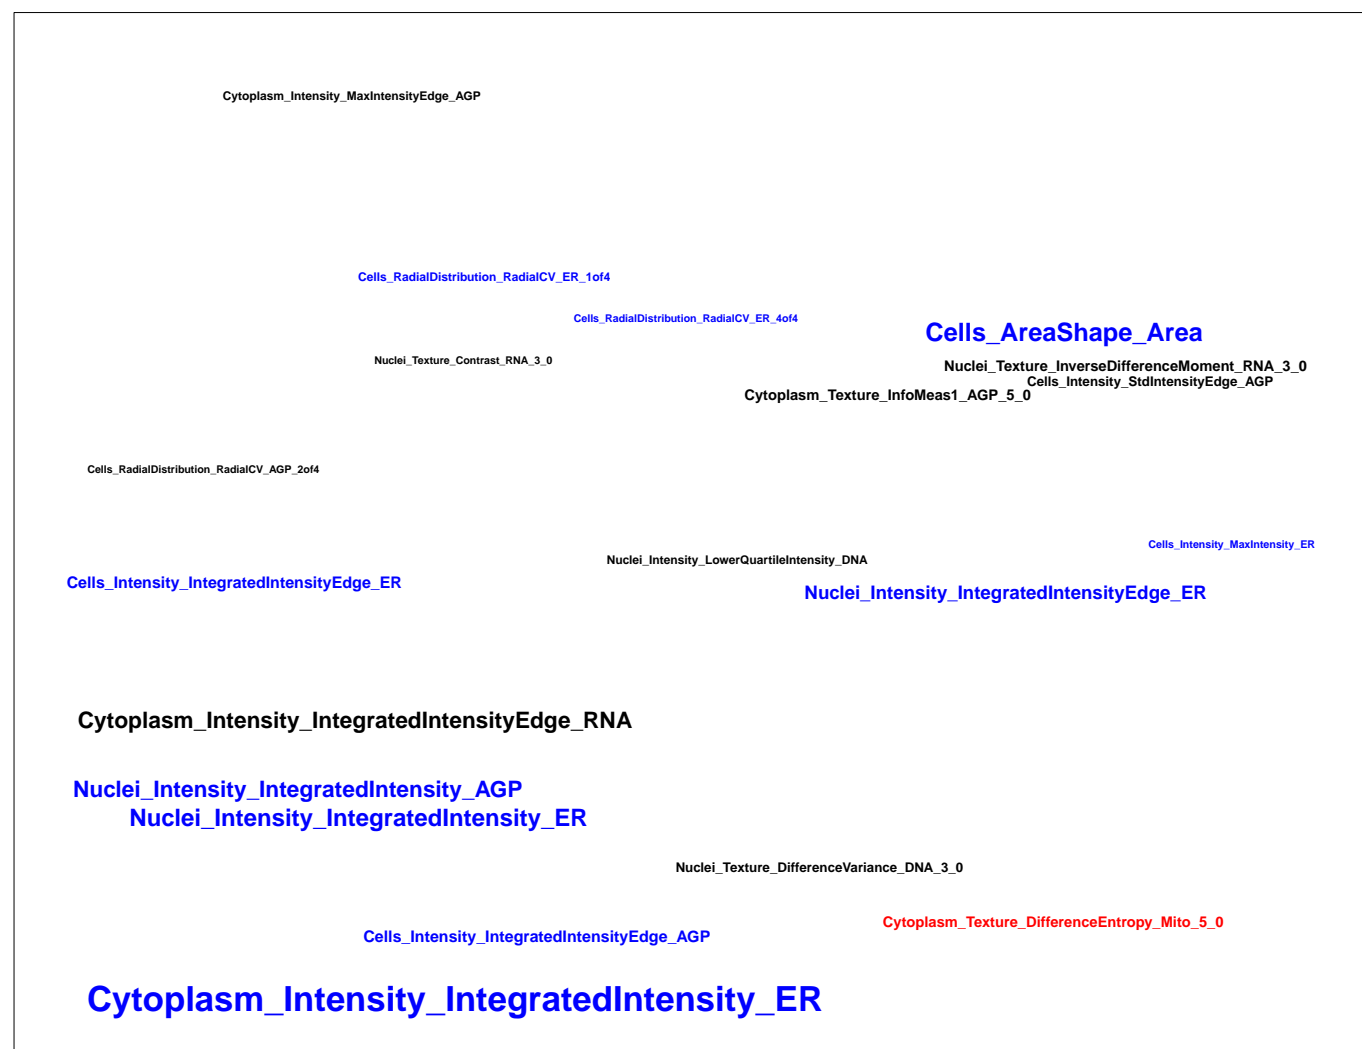 Cytoplasm_Intensity_MaxIntensityEdge_AGP
Cells_RadialDistribution_RadialCV_ER_1of4
Cells_RadialDistribution_RadialCV_ER_4of4
Cells_AreaShape_Area
Nuclei_Texture_Contrast_RNA_3_0
Nuclei_Texture_InverseDifferenceMoment_RNA_3_0
Cells_Intensity_StdIntensityEdge_AGP
Cytoplasm_Texture_InfoMeas1_AGP_5_0
Cells_RadialDistribution_RadialCV_AGP_2of4
Cells_Intensity_MaxIntensity_ER
Nuclei_Intensity_LowerQuartileIntensity_DNA
Cells_Intensity_IntegratedIntensityEdge_ER
Nuclei_Intensity_IntegratedIntensityEdge_ER
Cytoplasm_Intensity_IntegratedIntensityEdge_RNA
Nuclei_Intensity_IntegratedIntensity_AGP
Nuclei_Intensity_IntegratedIntensity_ER
Nuclei_Texture_DifferenceVariance_DNA_3_0
Cytoplasm_Texture_DifferenceEntropy_Mito_5_0
Cells_Intensity_IntegratedIntensityEdge_AGP
Cytoplasm_Intensity_IntegratedIntensity_ER